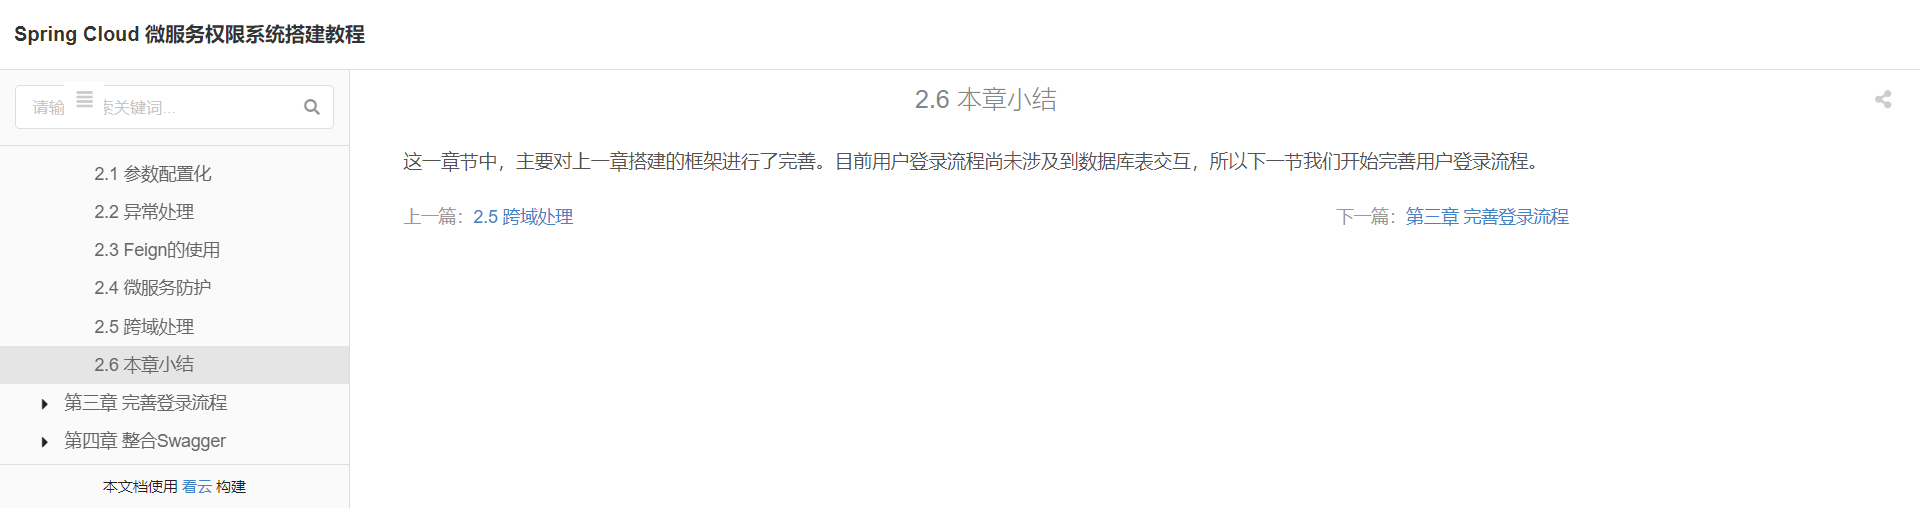 Spring Cloud 微服务权限系统搭建教程
请输
索关键词...
2.1 参数配置化
2.2 异常处理
2.3 Feign的使用
2.4 微服务防护
2.5 跨域处理
2.6 本章小结
第三章 完善登录流程
第四章 整合Swagger
本文档使用 看云 构建
2.6 本章小结
这一章节中，主要对上一章搭建的框架进行了完善。目前用户登录流程尚未涉及到数据库表交互，所以下一节我们开始完善用户登录流程。
上一篇：2.5 跨域处理
下一篇：第三章 完善登录流程